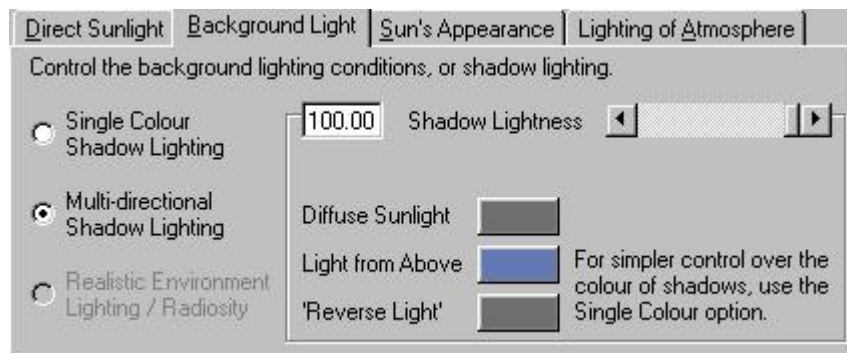 Direct Sunlight Background Light Sun's Appearance Lighting of Atmosphere
Control the background lighting conditions, or shadow lighting.
Single Colour
Shadow Lighting
Multi-directional
Shadow Lighting
Realistic Environment
Lighting / Radiosity
100.00 Shadow Lightness
Diffuse Sunlight
Light from Above
'Reverse Light'
For simpler control over the
colour of shadows, use the
Single Colour option.